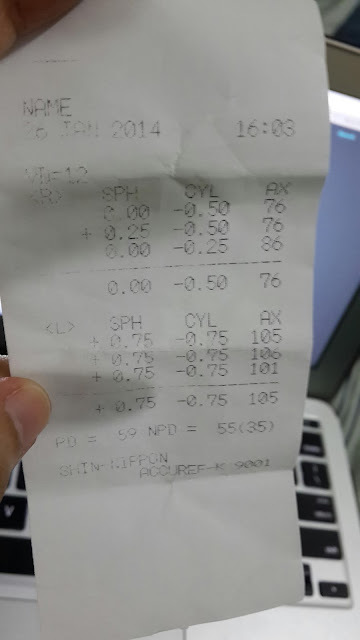 NAME
26 JAN 2014 16:03
VD=12
<R> SPH CYL AX
0.00 -0.50 76
+ 0.25 -0.50 76
0.00 -0.25 86
0.00 -0.50 76
<L> SPH CYL AX
+ 0.75 -0.75 105
+ 0.75 -0.75 106
+ 0.75 -0.75 101
+ 0.75 -0.75 105
PD = 59 NPD = 55(35)
SHIN-NIPPON
ACCUREF-K 9001